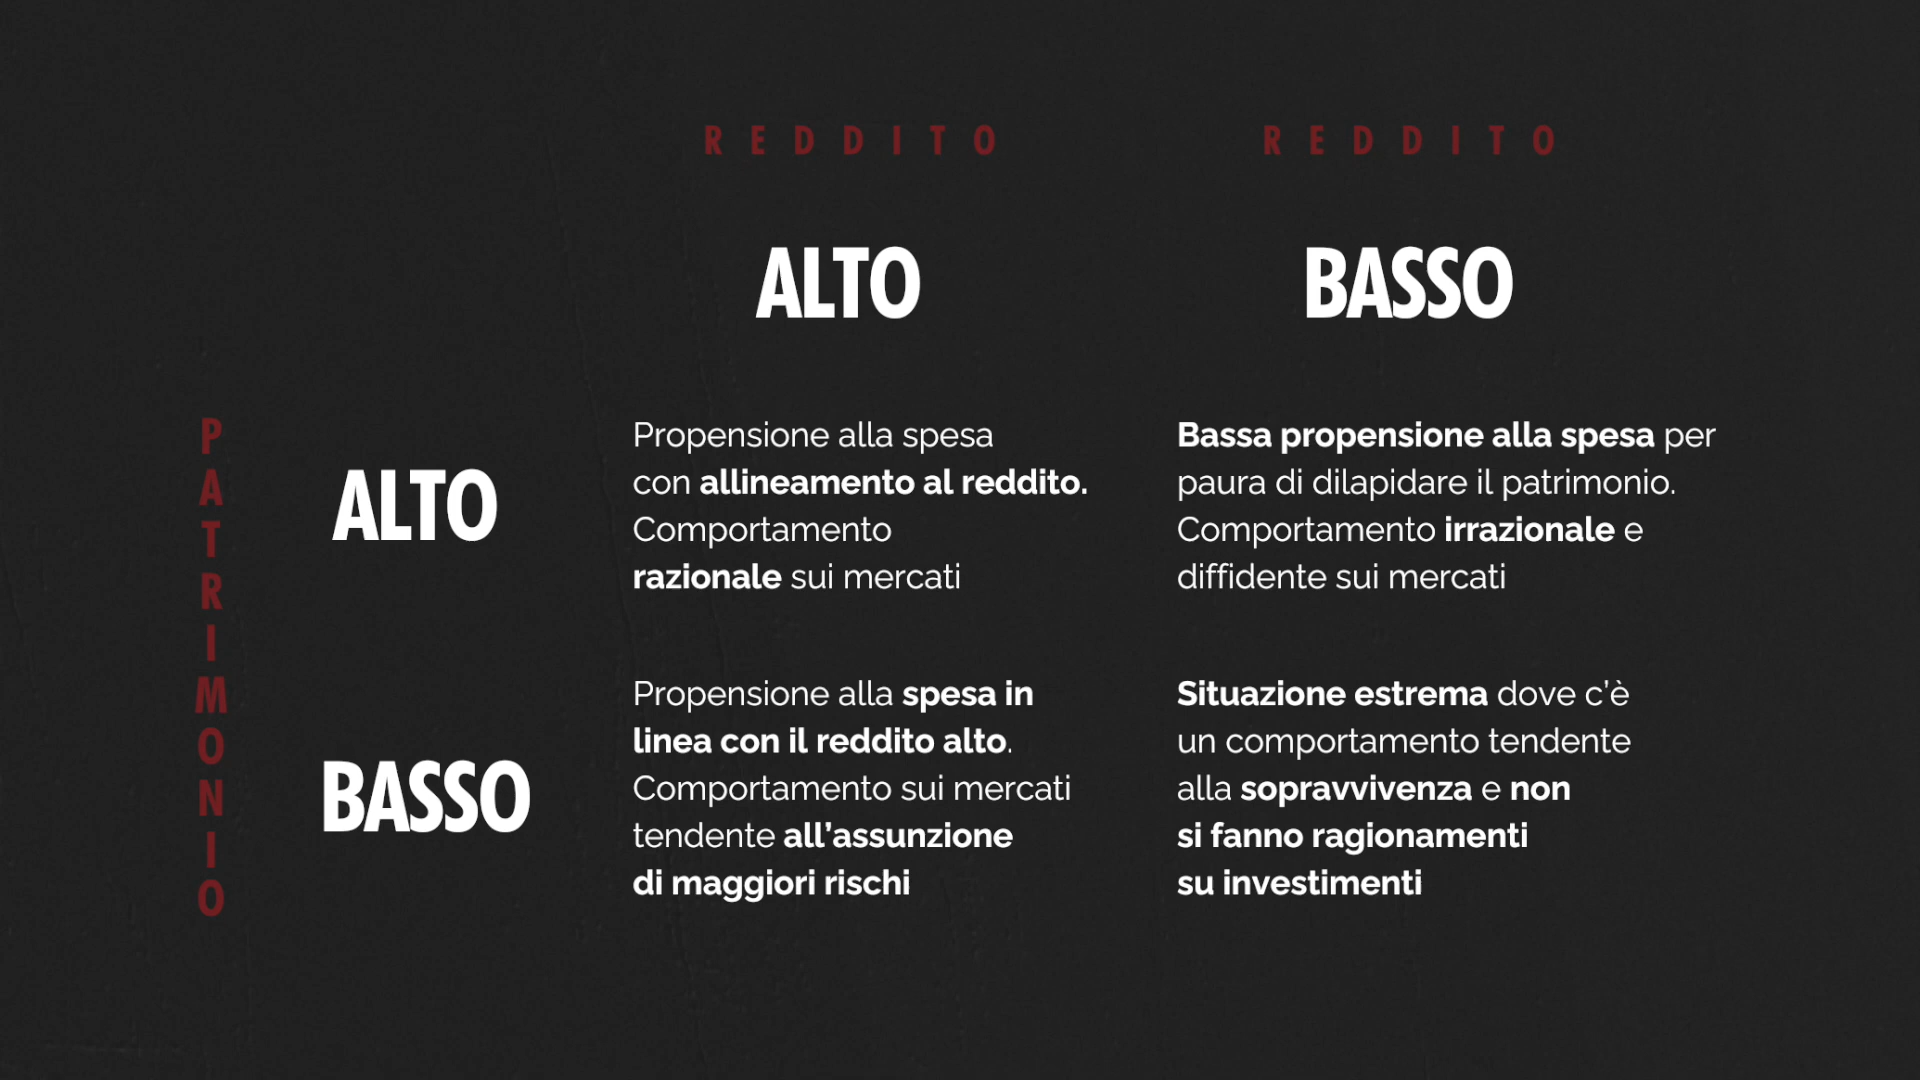 REDDITO
REDDITO
ALTO
BASSO
PATRIMONIO
ALTO
Propensione alla spesa
con allineamento al reddito.
Comportamento
razionale sui mercati
Bassa propensione alla spesa per
paura di dilapidare il patrimonio.
Comportamento irrazionale e
diffidente sui mercati
BASSO
Propensione alla spesa in
linea con il reddito alto.
Comportamento sui mercati
tendente all’assunzione
di maggiori rischi
Situazione estrema dove c’è
un comportamento tendente
alla sopravvivenza e non
si fanno ragionamenti
su investimenti